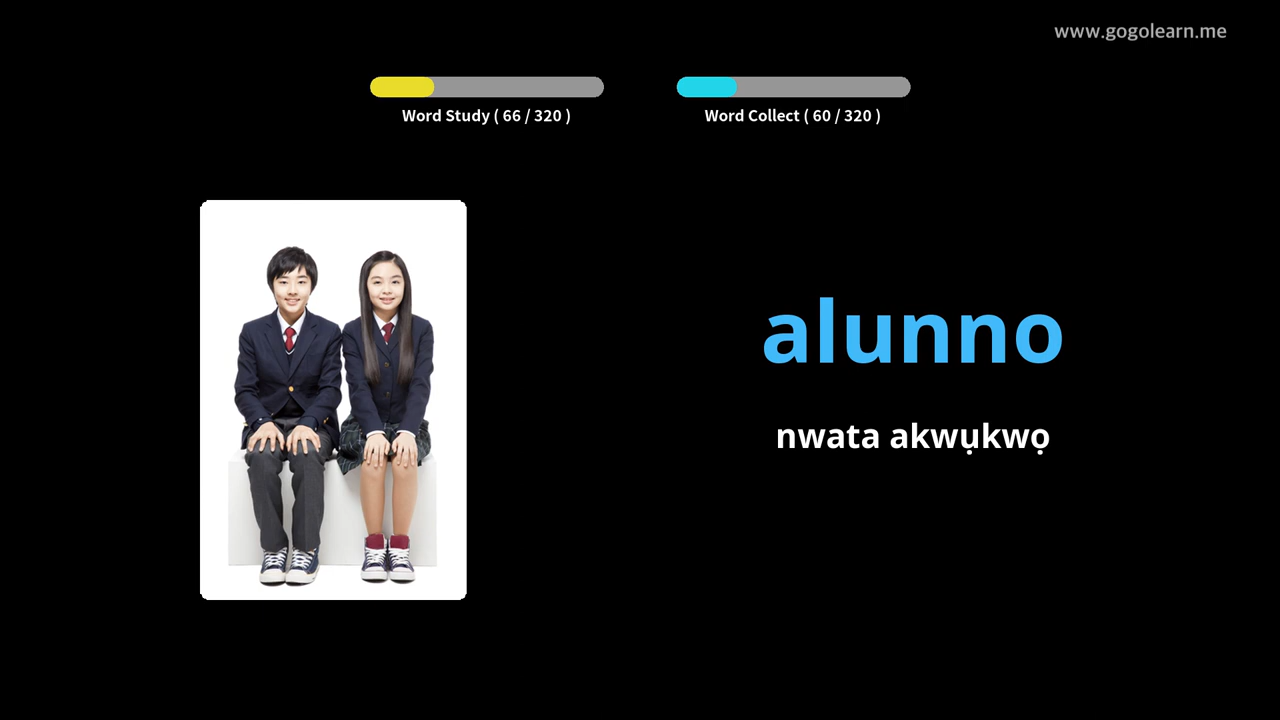 www.gogolearn.me
Word Study ( 66 / 320 )
Word Collect ( 60 / 320 )
alunno
nwata akwụkwọ